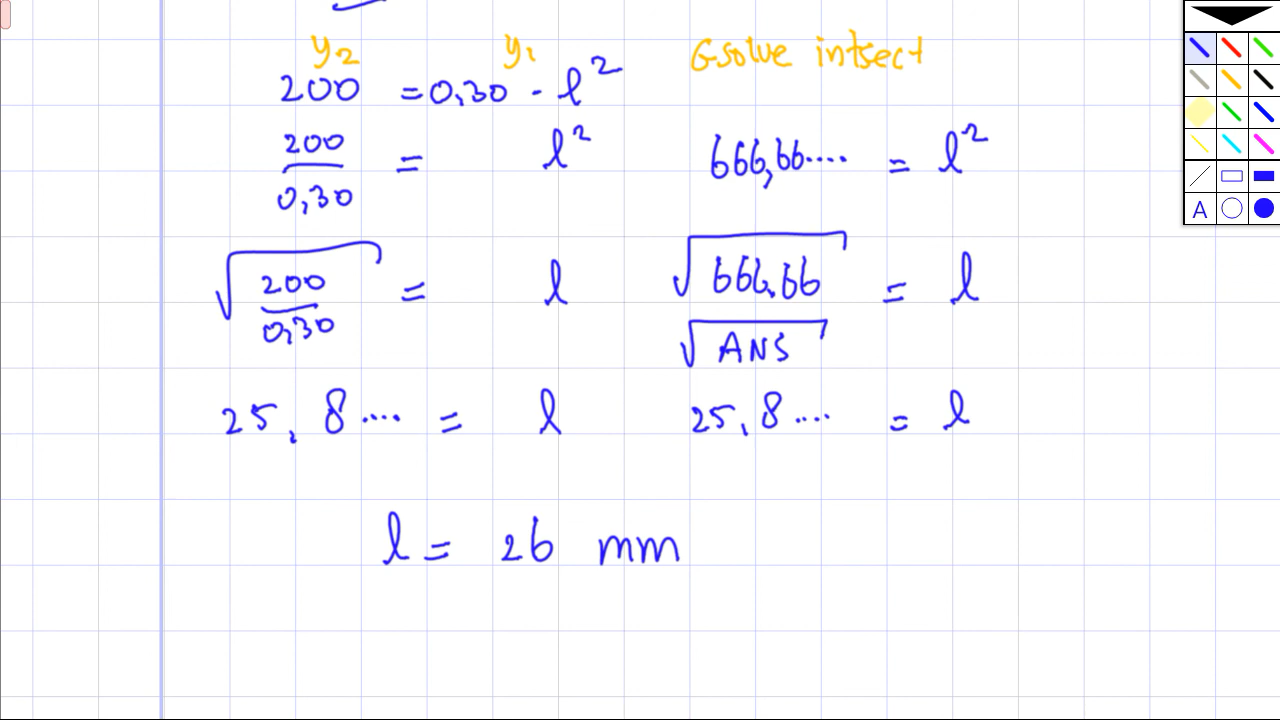 y2 y1 G-solve intsect
200 = 0,30 · l²
200/0,30 = l² 666,66.... = l²
√(200/0,30) = l √666,66 = l
√ANS
25,8.... = l 25,8.... = l
l = 26 mm
A